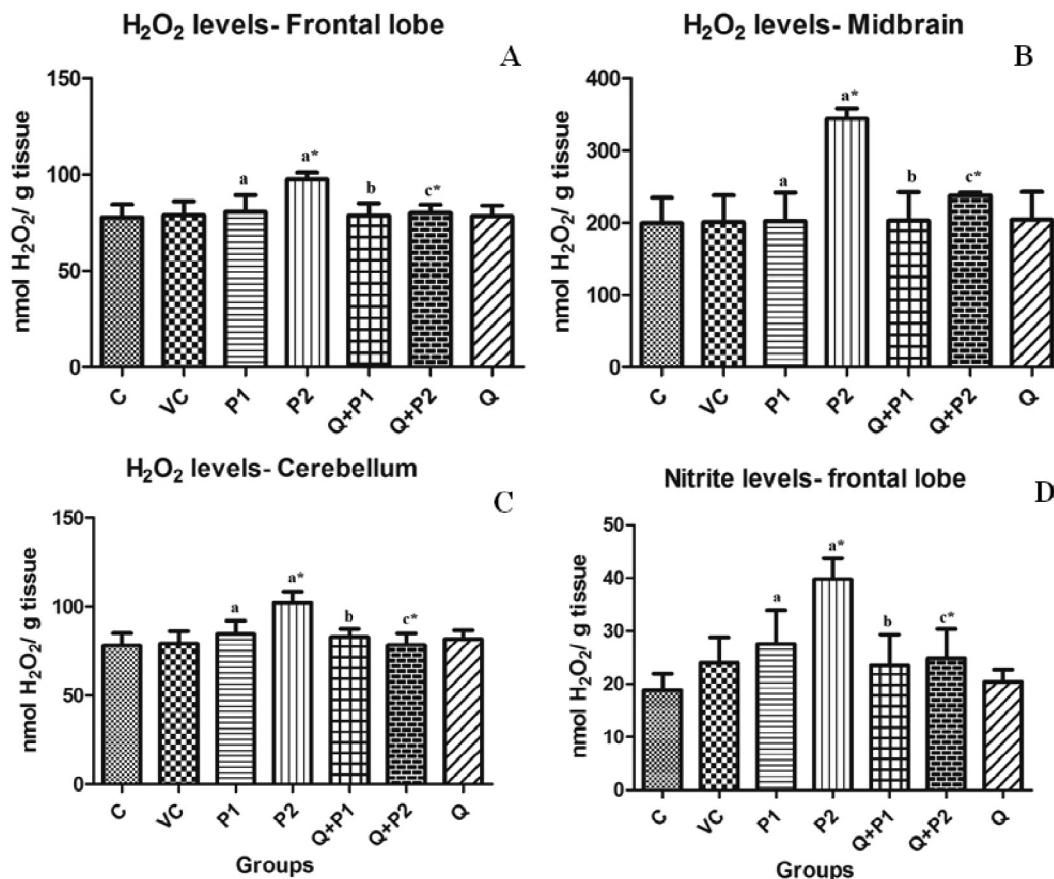 H₂O₂ levels- Frontal lobe
A
nmol H₂O₂/ g tissue
150
100
50
0
a
a*
b
c*
C
VC
P1
P2
Q+P1
Q+P2
Q
H₂O₂ levels- Midbrain
B
nmol H₂O₂/ g tissue
400
300
200
200
0
a
a*
b
c*
C
VC
P1
P2
Q+P1
Q+P2
Q
H₂O₂ levels- Cerebellum
C
nmol H₂O₂/ g tissue
150
100
50
0
a
a*
b
c*
C
VC
P1
P2
Q+P1
Q+P2
Q
Groups
Nitrite levels- frontal lobe
D
nmol H₂O₂/ g tissue
50
40
30
20
10
0
a
a*
b
c*
C
VC
P1
P2
Q+P1
Q+P2
Q
Groups